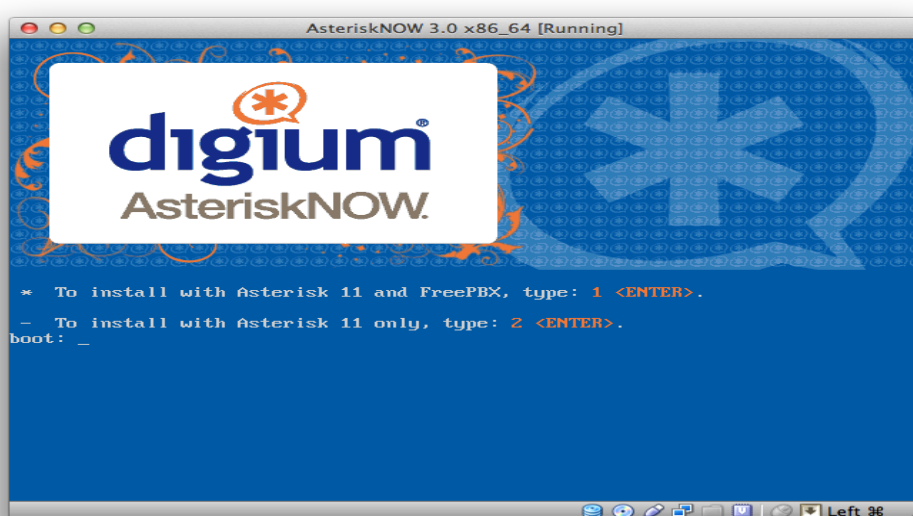 AsteriskNOW 3.0 x86_64 [Running]
digium®
AsteriskNOW.
* To install with Asterisk 11 and FreePBX, type: 1 <ENTER>.
- To install with Asterisk 11 only, type: 2 <ENTER>.
boot: _
Left ⌘